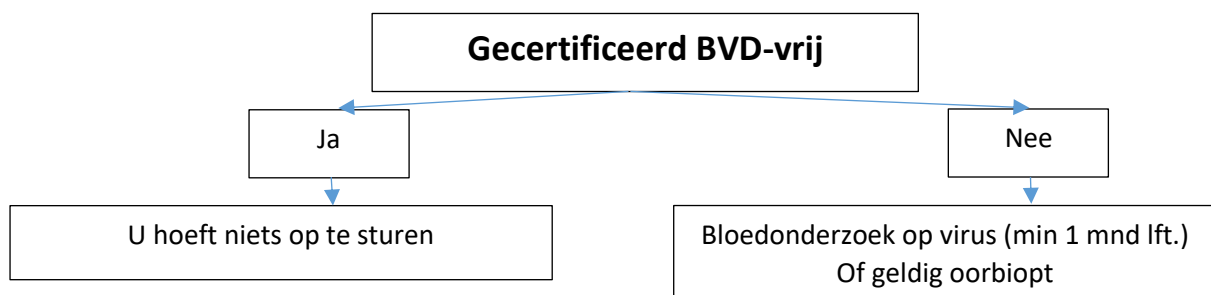 Gecertificeerd BVD-vrij
Ja
Nee
U hoeft niets op te sturen
Bloedonderzoek op virus (min 1 mnd lft.)
Of geldig oorbiopt